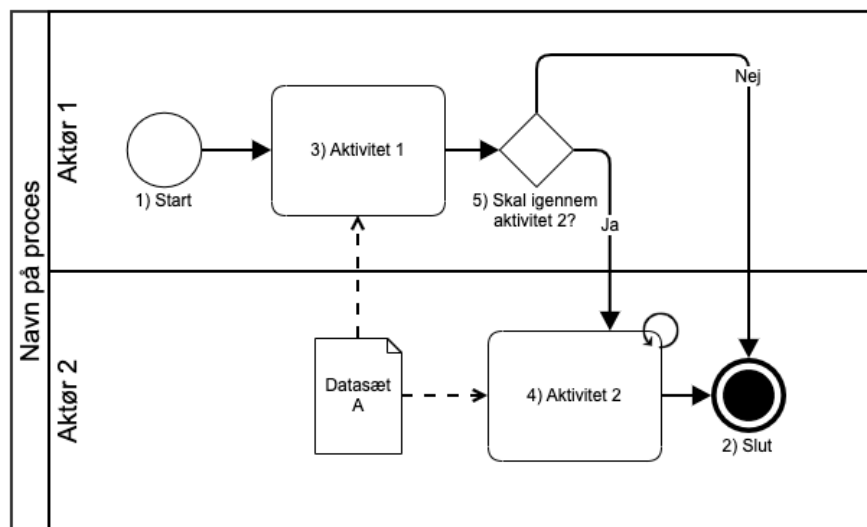 Navn på proces
Aktør 1
1) Start
3) Aktivitet 1
5) Skal igennem
aktivitet 2?
Nej
Ja
Aktør 2
Datasæt
A
4) Aktivitet 2
2) Slut